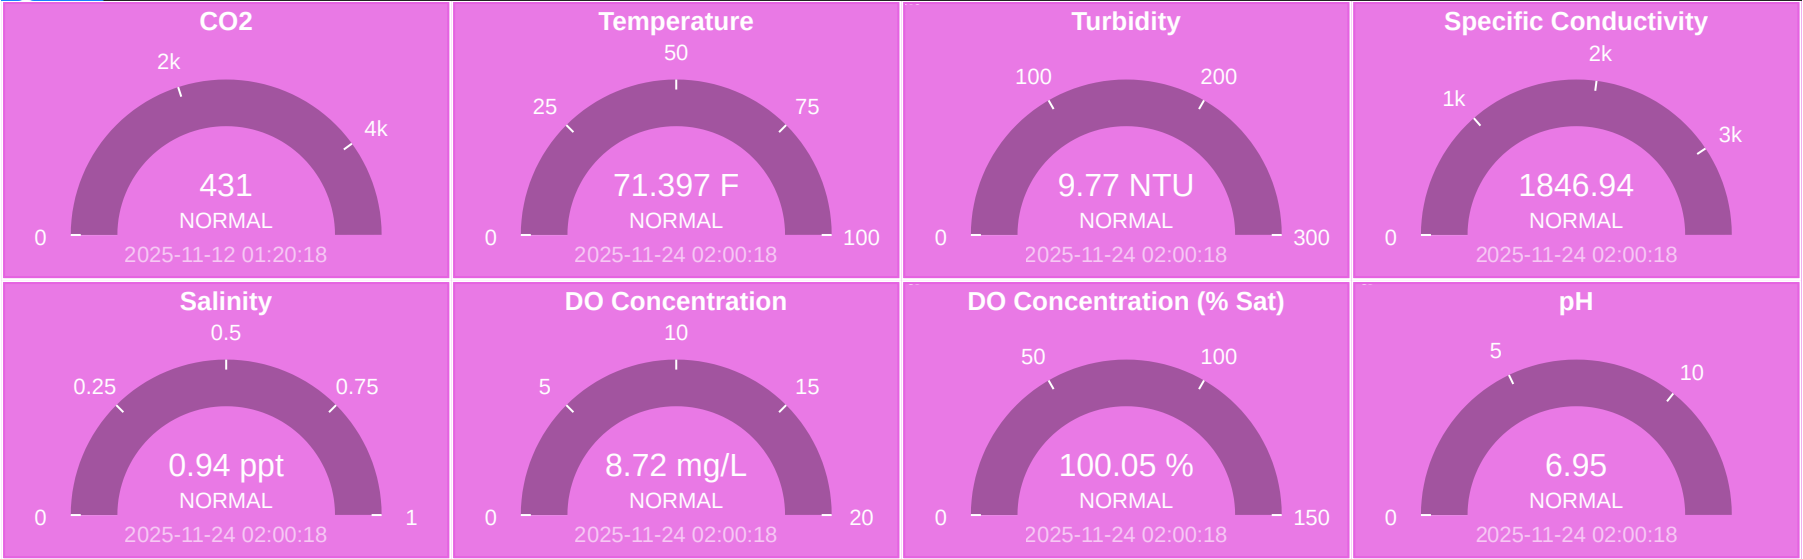 CO2
2k
4k
0
431
NORMAL
2025-11-12 01:20:18
Temperature
50
25
75
0
100
71.397 F
NORMAL
2025-11-24 02:00:18
Turbidity
100
200
0
300
9.77 NTU
NORMAL
2025-11-24 02:00:18
Specific Conductivity
2k
1k
3k
0
1846.94
NORMAL
2025-11-24 02:00:18
Salinity
0.5
0.25
0.75
0
1
0.94 ppt
NORMAL
2025-11-24 02:00:18
DO Concentration
10
5
15
0
20
8.72 mg/L
NORMAL
2025-11-24 02:00:18
DO Concentration (% Sat)
50
100
0
150
100.05 %
NORMAL
2025-11-24 02:00:18
pH
5
10
0
6.95
NORMAL
2025-11-24 02:00:18